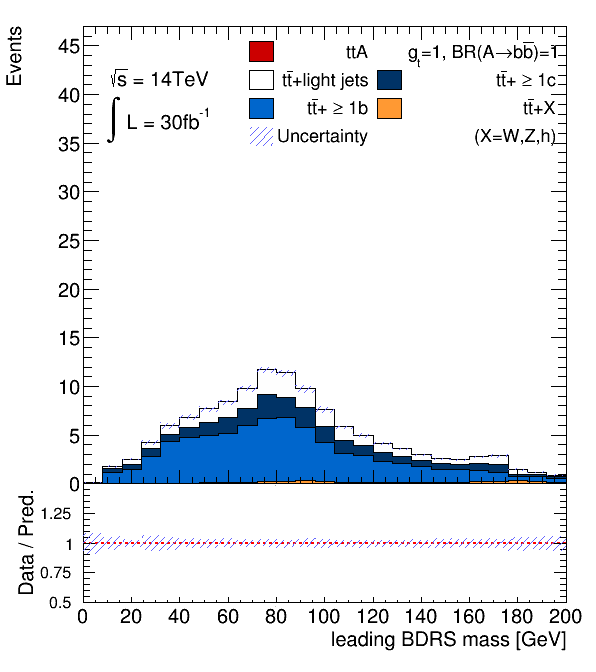 Events
45
40
35
30
25
20
15
10
5
0
√s = 14TeV
∫ L = 30fb⁻¹
ttA
g_t=1, BR(A→bb̄)=1
tt̄+light jets
tt̄+ ≥ 1c
tt̄+ ≥ 1b
tt̄+X
Uncertainty
(X=W,Z,h)
Data / Pred.
1.25
1
0.75
0.5
0 20 40 60 80 100 120 140 160 180 200
leading BDRS mass [GeV]